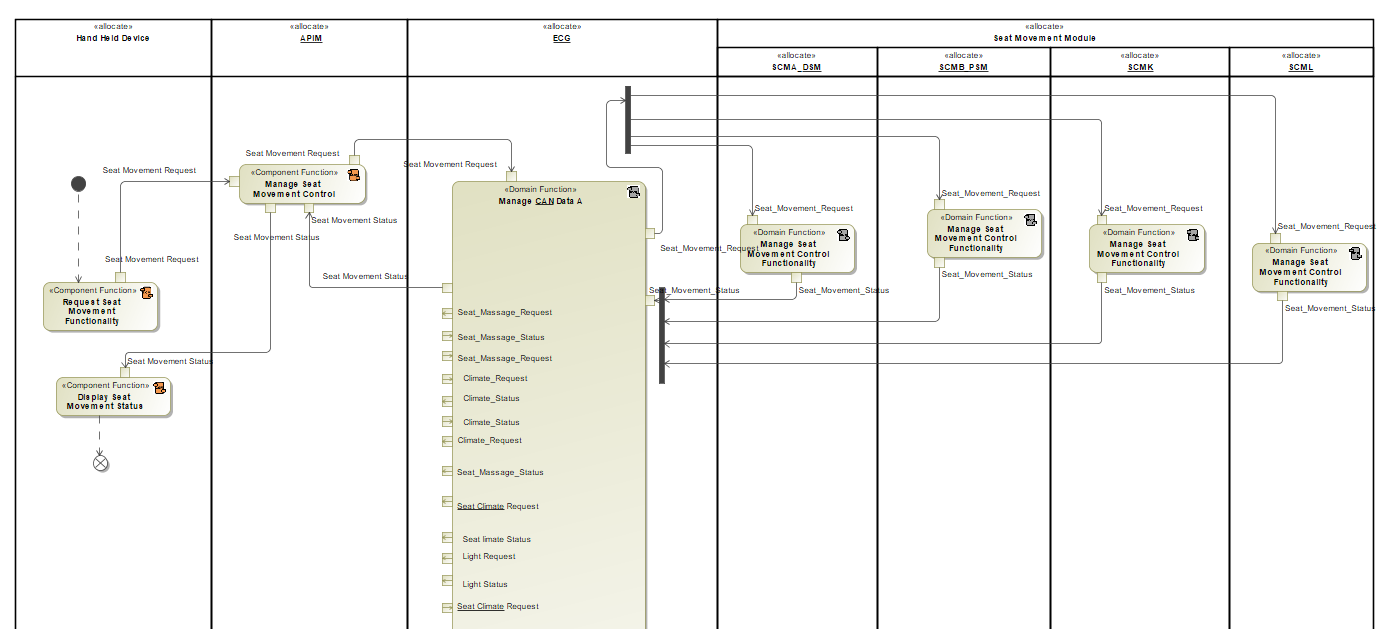 «allocate»
Hand Held Device
«allocate»
APIM
«allocate»
ECG
«allocate»
Seat Movement Module
«allocate»
SCMA_DSM
«allocate»
SCMB_PSM
«allocate»
SCMK
«allocate»
SCML
Seat Movement Request
Seat Movement Request
Seat Movement Request
«Component Function»
Manage Seat
Movement Control
Seat Movement Status
Seat Movement Status
Seat Movement Request
«Component Function»
Request Seat
Movement
Functionality
Seat Movement Status
Seat Movement Status
«Component Function»
Display Seat
Movement Status
«Domain Function»
Manage CAN Data A
Seat_Movement_Request
Seat_Movement_Status
Seat_Massage_Request
Seat_Massage_Status
Seat_Massage_Request
Climate_Request
Climate_Status
Climate_Status
Climate_Request
Seat_Massage_Status
Seat Climate Request
Seat limate Status
Light Request
Light Status
Seat Climate Request
Seat_Movement_Request
«Domain Function»
Manage Seat
Movement Control
Functionality
Seat_Movement_Status
Seat_Movement_Request
«Domain Function»
Manage Seat
Movement Control
Functionality
Seat_Movement_Status
Seat_Movement_Request
«Domain Function»
Manage Seat
Movement Control
Functionality
Seat_Movement_Status
Seat_Movement_Request
«Domain Function»
Manage Seat
Movement Control
Functionality
Seat_Movement_Status